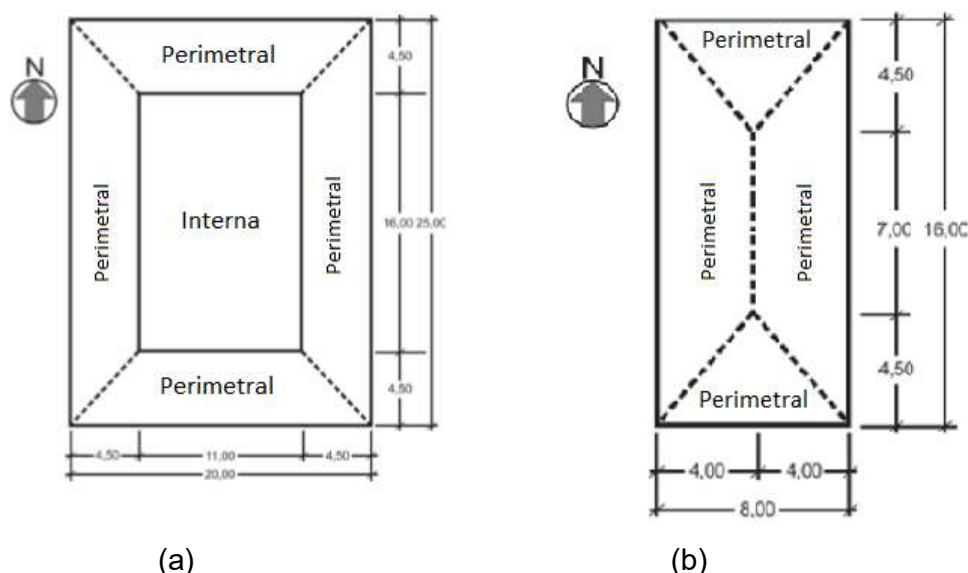 Perimetral
N
4,50
Perimetral
Interna
Perimetral
16,00
25,00
Perimetral
4,50
4,50
11,00
4,50
20,00
(a)
Perimetral
N
4,50
Perimetral
Perimetral
7,00
16,00
4,50
Perimetral
4,00
4,00
8,00
(b)